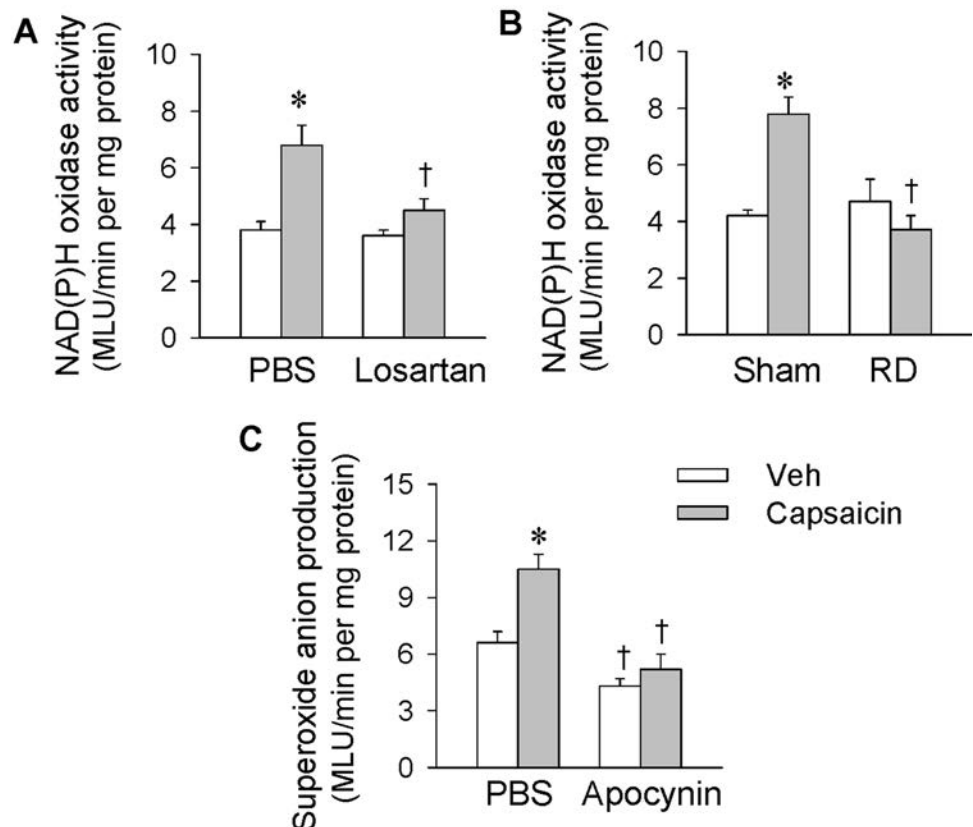 A
NAD(P)H oxidase activity
(MLU/min per mg protein)
10
8
6
4
2
0
*
†
PBS
Losartan
B
NAD(P)H oxidase activity
(MLU/min per mg protein)
10
8
6
4
2
0
*
†
Sham
RD
C
Superoxide anion production
(MLU/min per mg protein)
15
12
9
6
3
0
*
†
†
PBS
Apocynin
Veh
Capsaicin